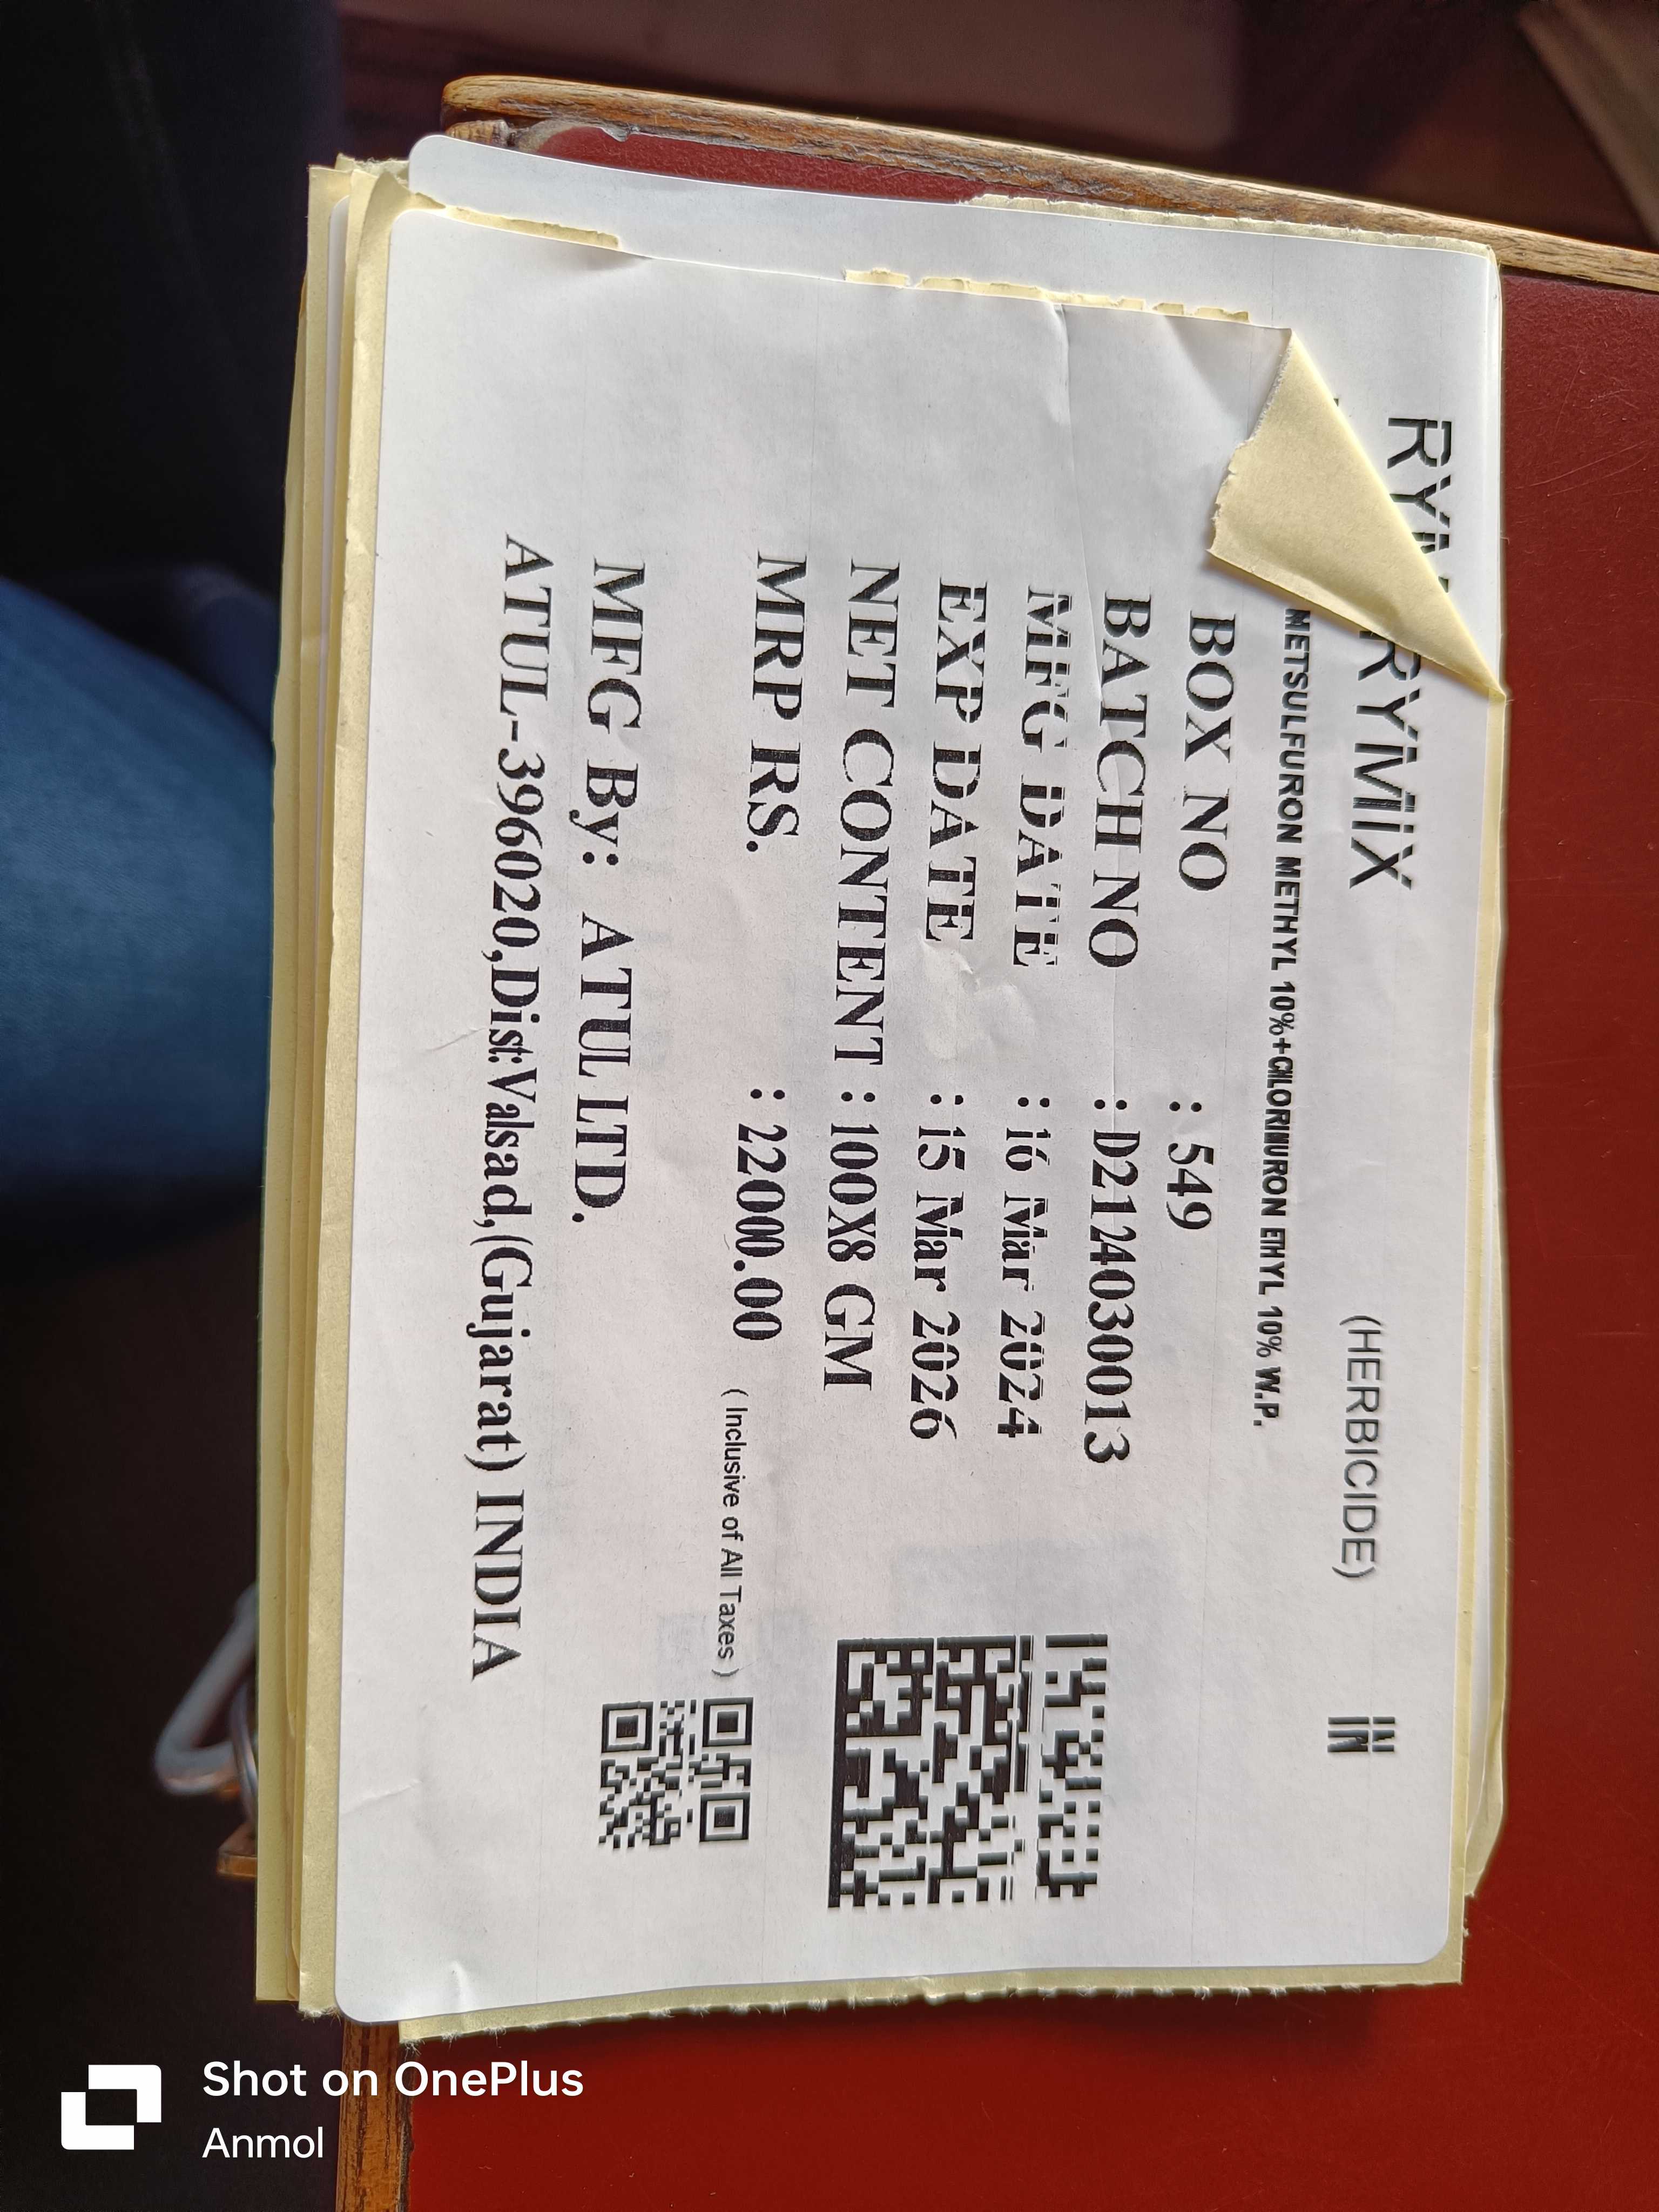 RYMIX (HERBICIDE) IN
METSULFURON METHYL 10%+CHLORIMURON ETHYL 10% W.P.
BOX NO : 549
BATCH NO : D2124030013
MFG DATE : 16 Mar 2024
EXP DATE : 15 Mar 2026
NET CONTENT : 100X8 GM
MRP RS. : 22000.00 ( Inclusive of All Taxes )
MFG By: ATUL LTD.
ATUL-396020,Dist:Valsad,(Gujarat) INDIA
Shot on OnePlus
Anmol